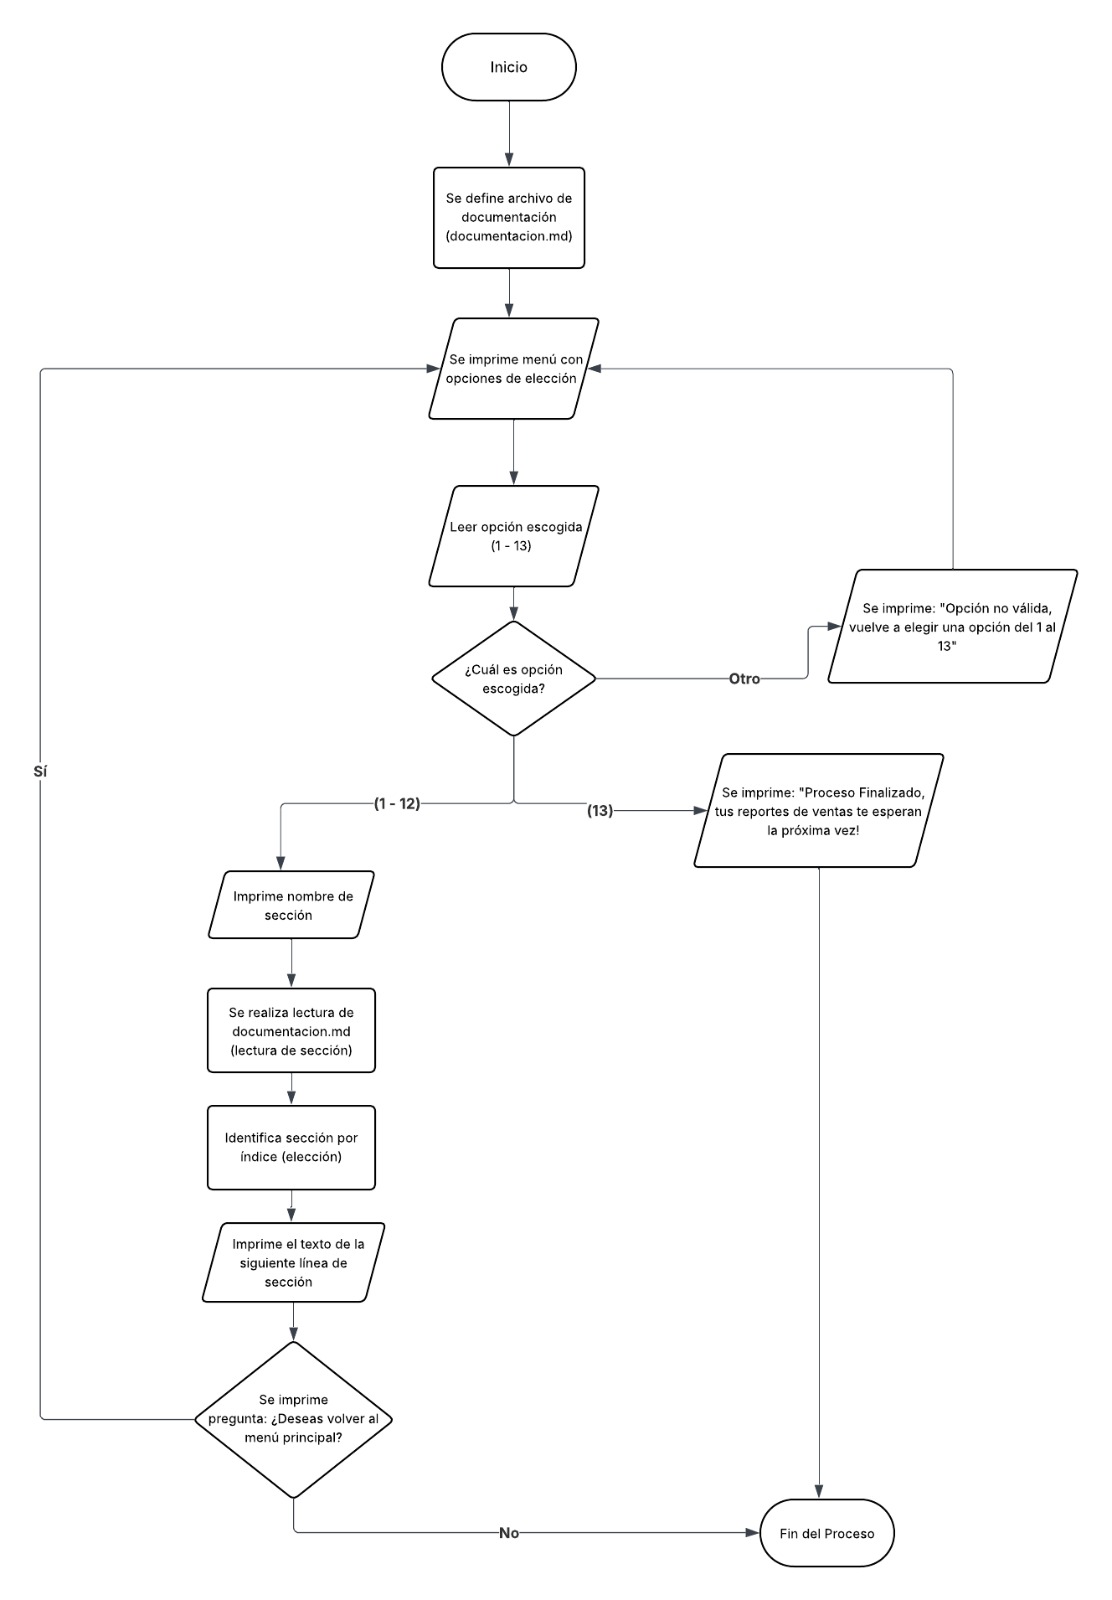 Inicio
Se define archivo de
documentación
(documentacion.md)
Se imprime menú con
opciones de elección
Leer opción escogida
(1 - 13)
¿Cuál es opción
escogida?
Otro
Se imprime: "Opción no válida,
vuelve a elegir una opción del 1 al
13"
Sí
(1 - 12)
(13)
Se imprime: "Proceso Finalizado,
tus reportes de ventas te esperan
la próxima vez!
Imprime nombre de
sección
Se realiza lectura de
documentacion.md
(lectura de sección)
Identifica sección por
índice (elección)
Imprime el texto de la
siguiente línea de
sección
Se imprime
pregunta: ¿Deseas volver al
menú principal?
No
Fin del Proceso